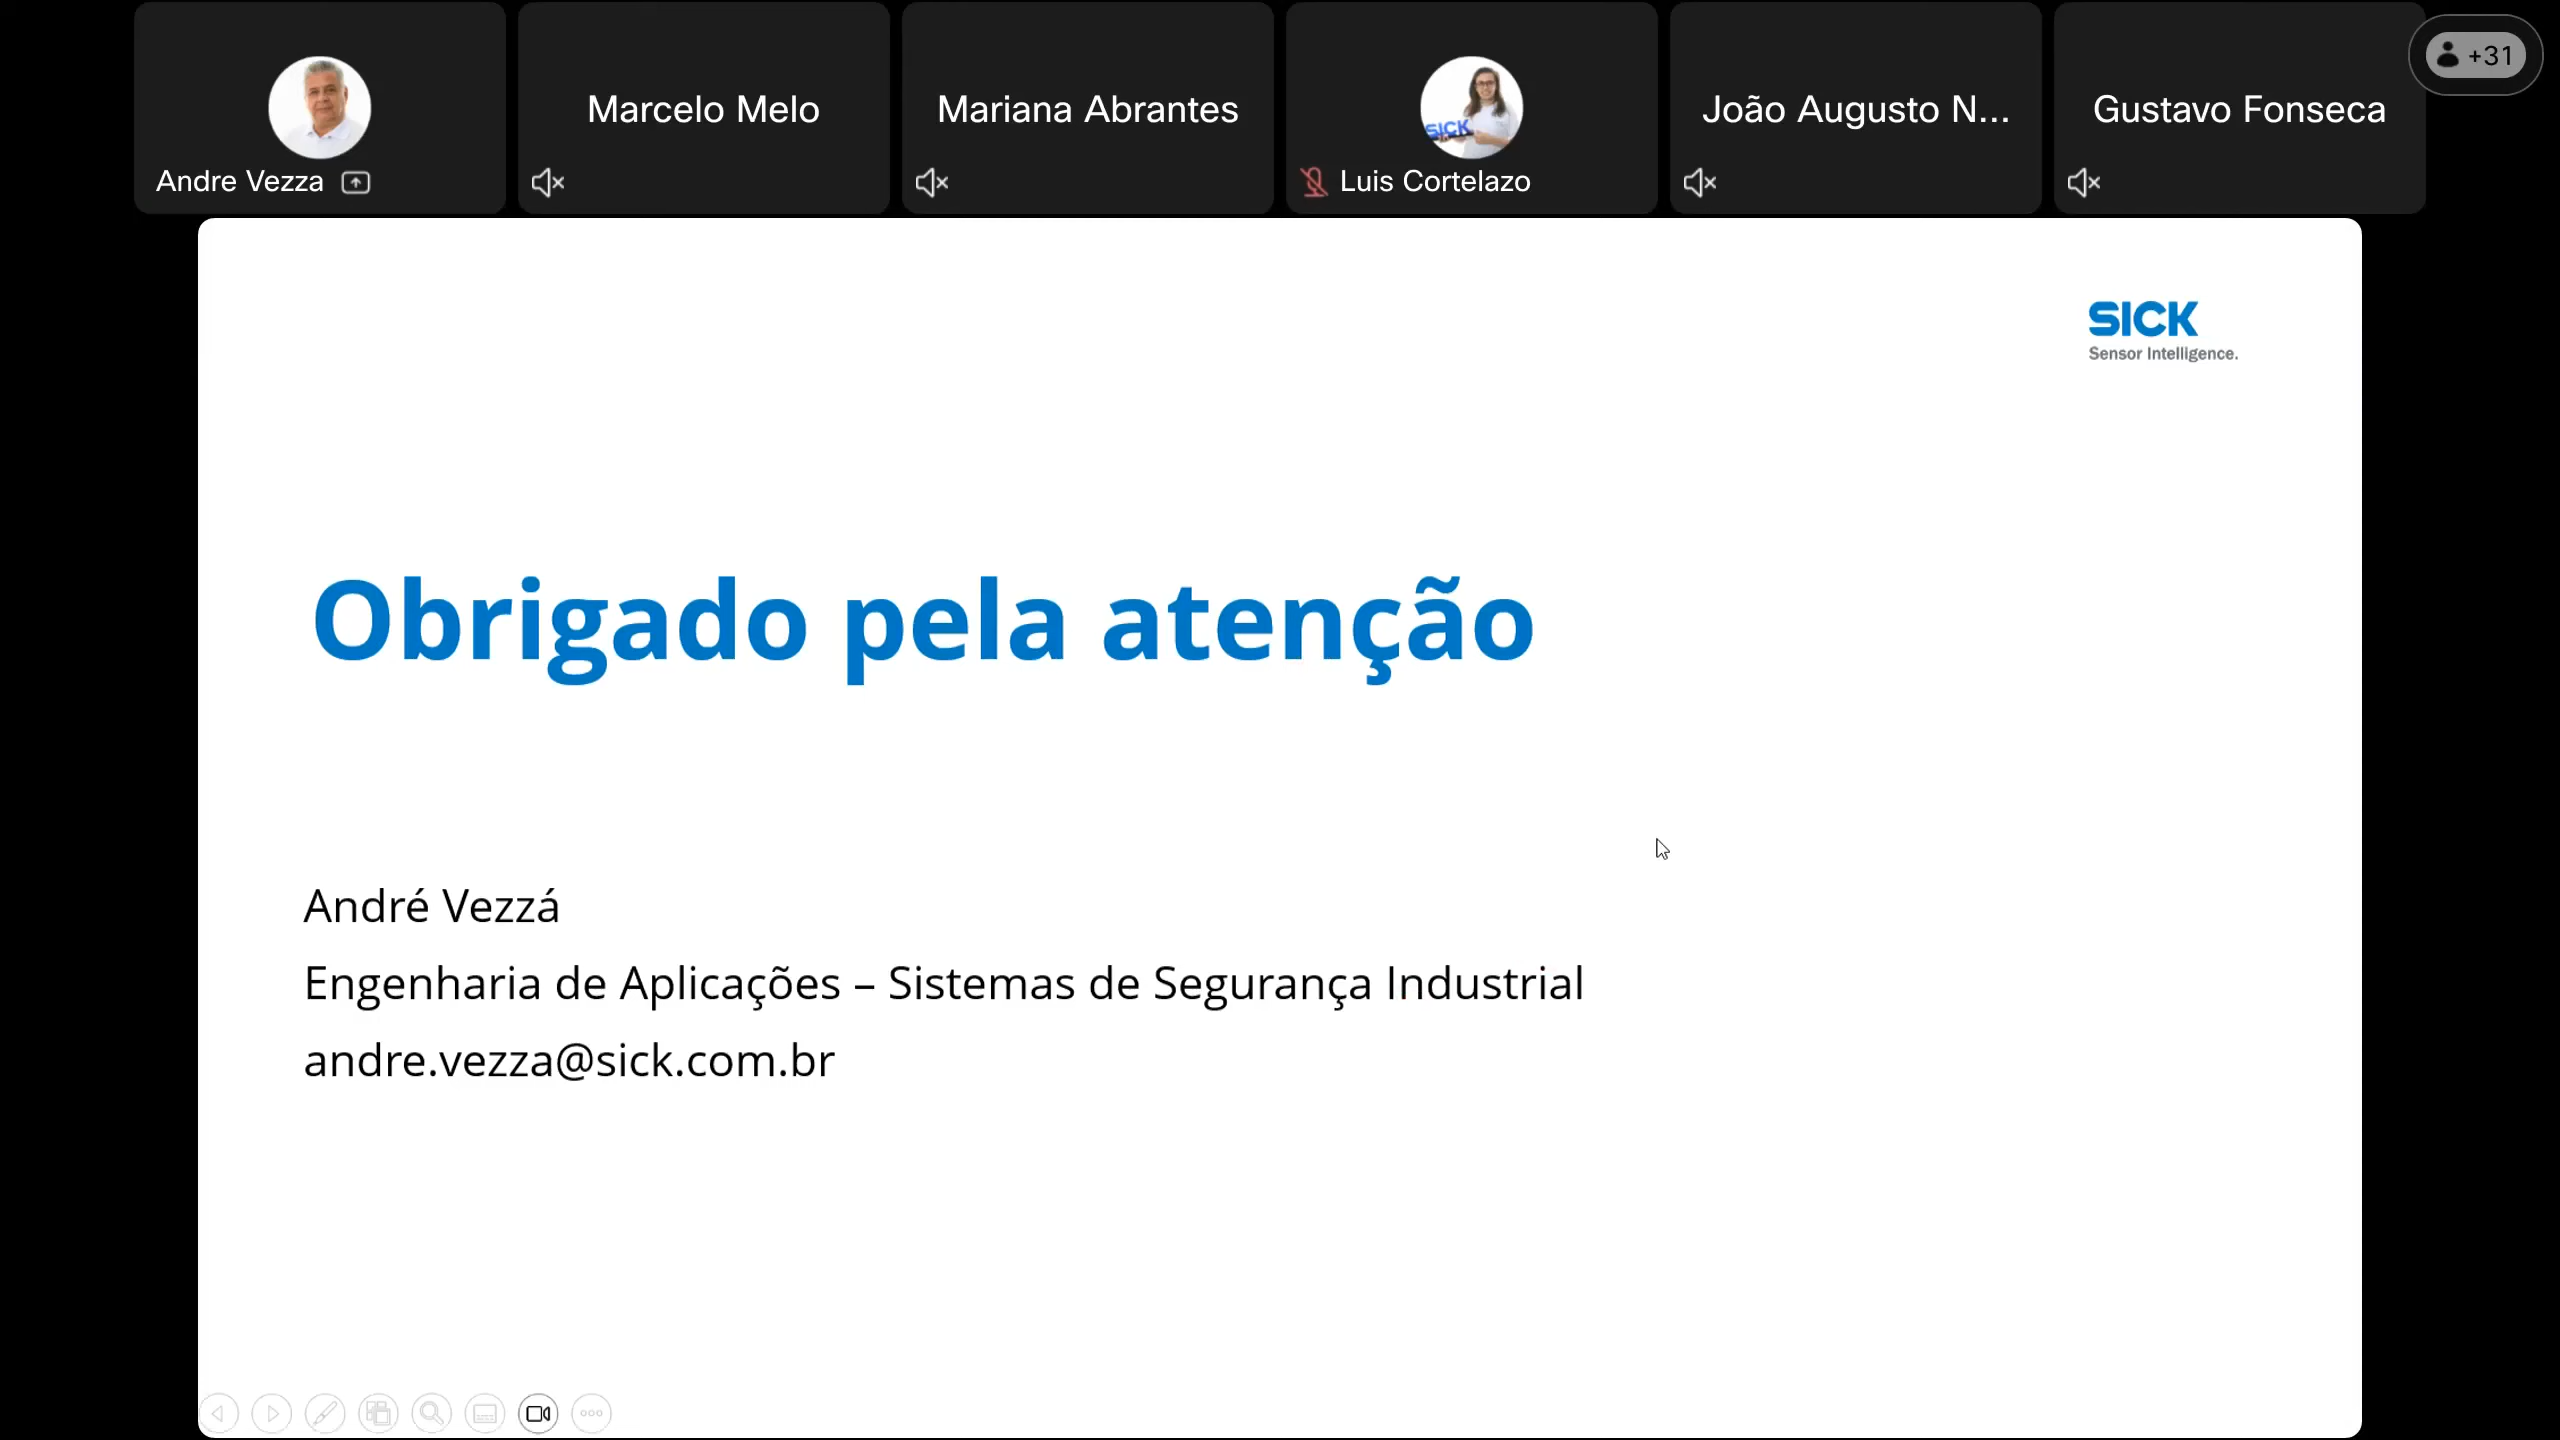 Andre Vezza
Marcelo Melo
Mariana Abrantes
SICK
Luis Cortelazo
João Augusto N...
Gustavo Fonseca
+31
SICK
Sensor Intelligence.
Obrigado pela atenção
André Vezzá
Engenharia de Aplicações – Sistemas de Segurança Industrial
andre.vezza@sick.com.br